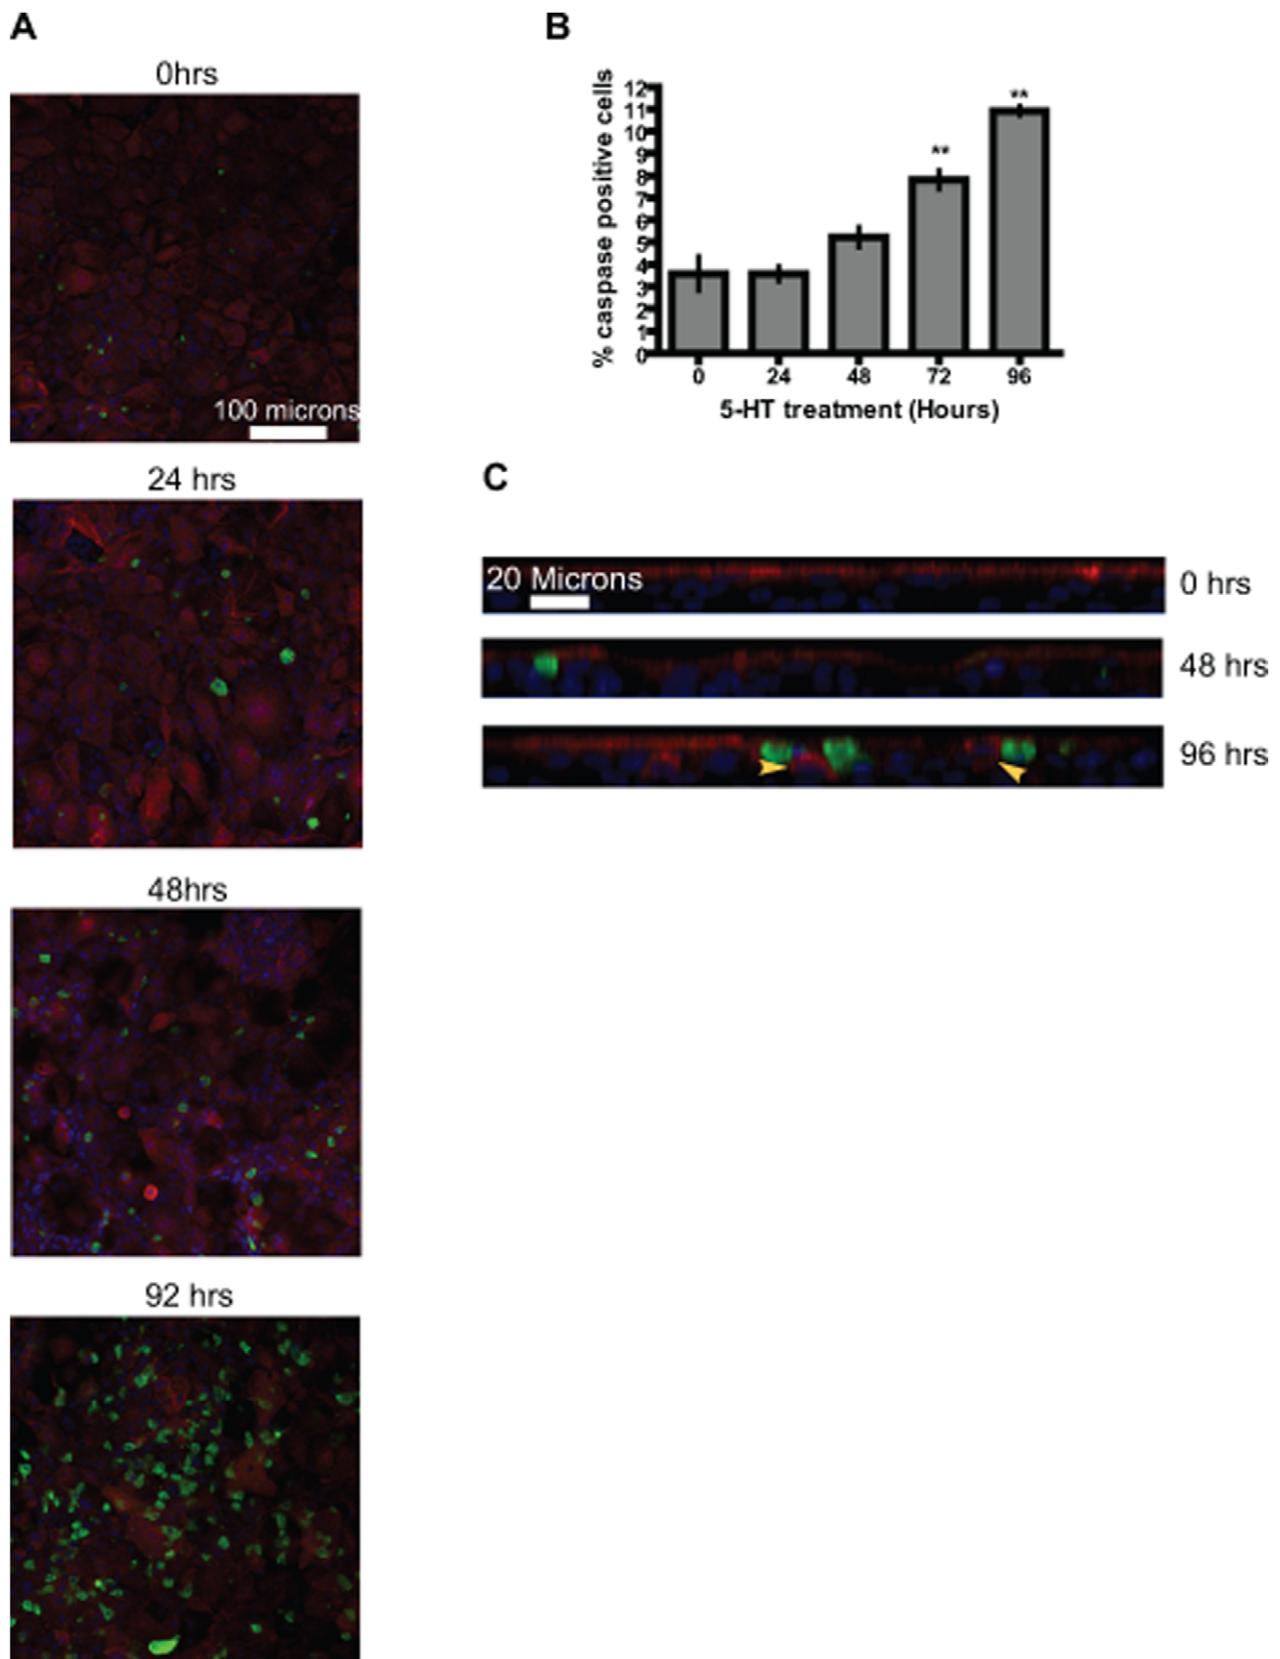 A
0hrs
100 microns
24 hrs
48hrs
92 hrs
B
% caspase positive cells
12
11
10
9
8
7
6
5
4
3
2
1
0
**
**
0 24 48 72 96
5-HT treatment (Hours)
C
20 Microns
0 hrs
48 hrs
96 hrs